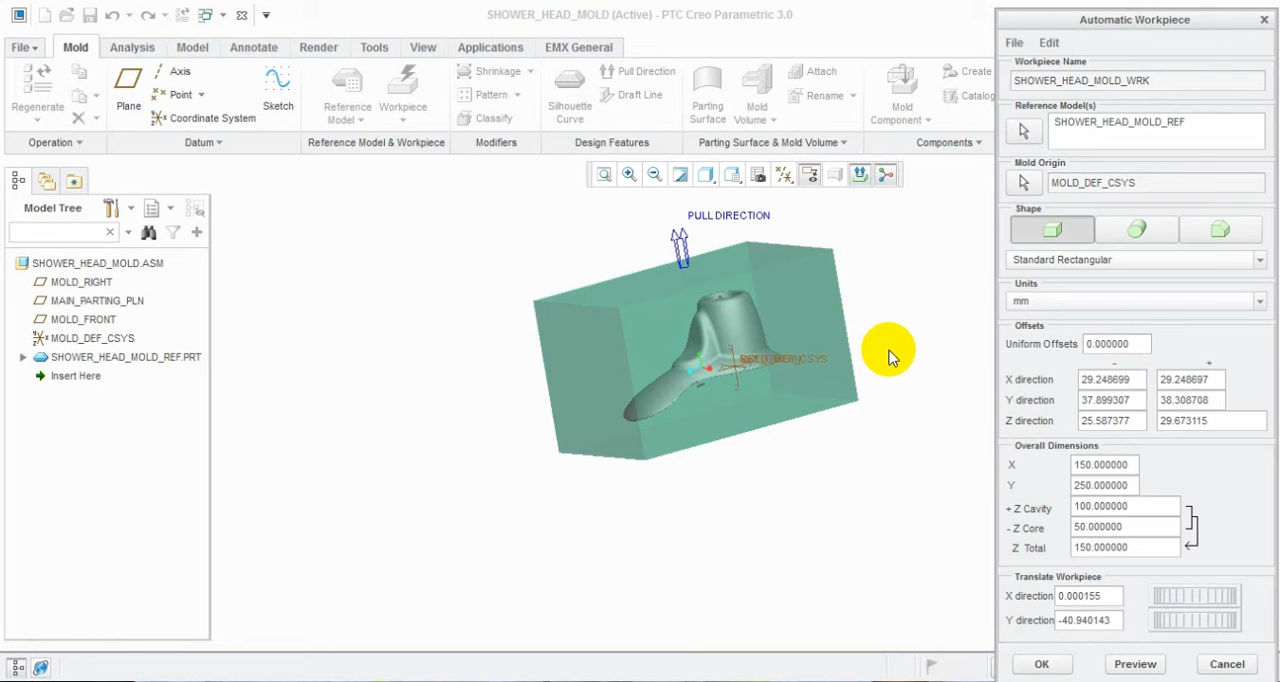 SHOWER_HEAD_MOLD (Active) - PTC Creo Parametric 3.0
File
Mold
Analysis
Model
Annotate
Render
Tools
View
Applications
EMX General
Regenerate
Plane
Axis
Point
Coordinate System
Sketch
Reference
Model
Workpiece
Shrinkage
Pattern
Classify
Silhouette
Curve
Pull Direction
Draft Line
Parting
Surface
Mold
Volume
Attach
Rename
Mold
Component
Create
Catalog
Operation
Datum
Reference Model & Workpiece
Modifiers
Design Features
Parting Surface & Mold Volume
Components
Model Tree
SHOWER_HEAD_MOLD.ASM
MOLD_RIGHT
MAIN_PARTING_PLN
MOLD_FRONT
MOLD_DEF_CSYS
SHOWER_HEAD_MOLD_REF.PRT
Insert Here
PULL DIRECTION
Automatic Workpiece
File Edit
Workpiece Name
SHOWER_HEAD_MOLD_WRK
Reference Model(s)
SHOWER_HEAD_MOLD_REF
Mold Origin
MOLD_DEF_CSYS
Shape
Standard Rectangular
Units
mm
Offsets
Uniform Offsets 0.000000
- +
X direction 29.248699 29.248697
Y direction 37.899307 38.308708
Z direction 25.587377 29.673115
Overall Dimensions
X 150.000000
Y 250.000000
+ Z Cavity 100.000000
- Z Core 50.000000
Z Total 150.000000
Translate Workpiece
X direction 0.000155
Y direction -40.940143
OK Preview Cancel